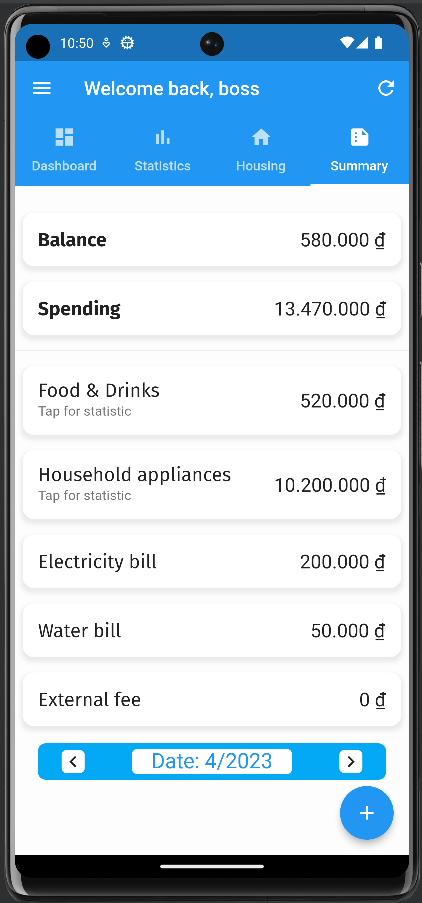 10:50
Welcome back, boss
Dashboard Statistics Housing Summary
Balance 580.000 ₫
Spending 13.470.000 ₫
Food & Drinks
Tap for statistic
520.000 ₫
Household appliances
Tap for statistic
10.200.000 ₫
Electricity bill 200.000 ₫
Water bill 50.000 ₫
External fee 0 ₫
Date: 4/2023